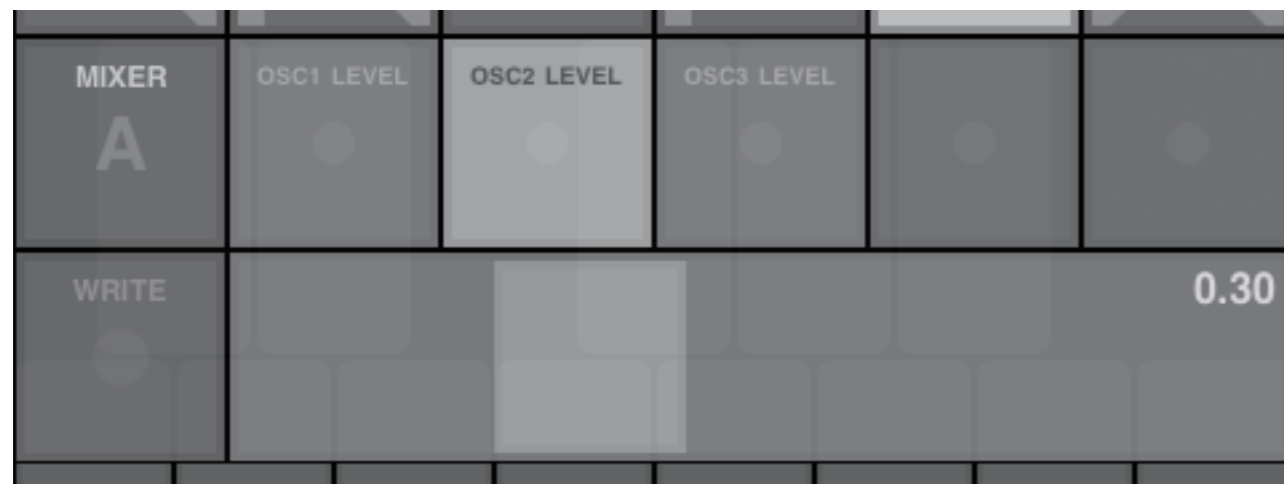 MIXER
A
OSC1 LEVEL
OSC2 LEVEL
OSC3 LEVEL
WRITE
0.30